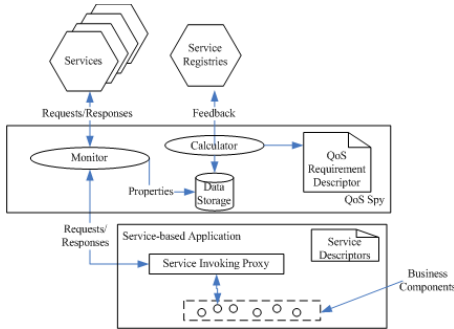 Services
Service
Registries
Requests/Responses
Feedback
Monitor
Calculator
QoS
Requirement
Descriptor
Properties
Data
Storage
QoS Spy
Requests/
Responses
Service-based Application
Service
Descriptors
Service Invoking Proxy
Business
Components